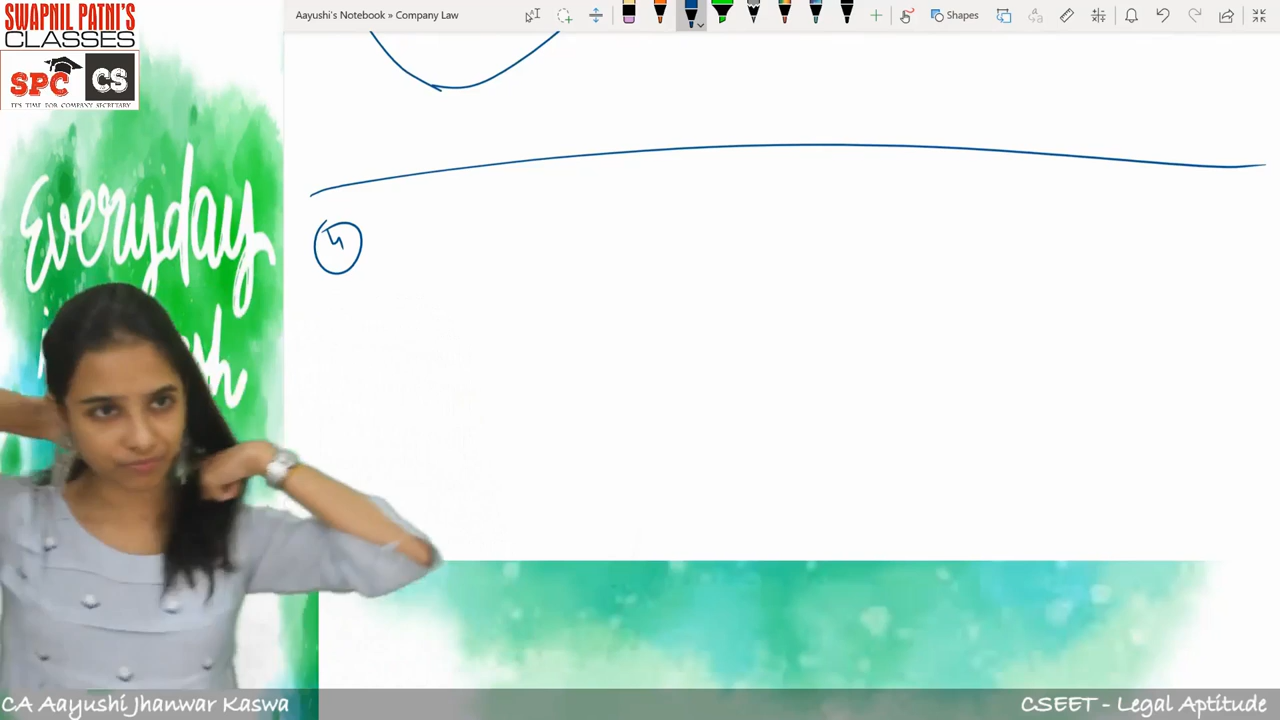 SWAPNIL PATNI'S
CLASSES
SPC CS
IT'S TIME FOR COMPANY SECRETARY
Aayushi's Notebook » Company Law
Shapes
Everyday
4
CA Aayushi Jhanwar Kaswa
CSEET - Legal Aptitude